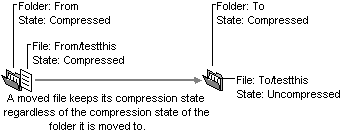 Folder: From
State: Compressed
Folder: To
State: Compressed
File: From/testthis
State: Compressed
File: To/testthis
State: Uncompressed
A moved file keeps its compression state
regardless of the compression state of the
folder it is moved to.